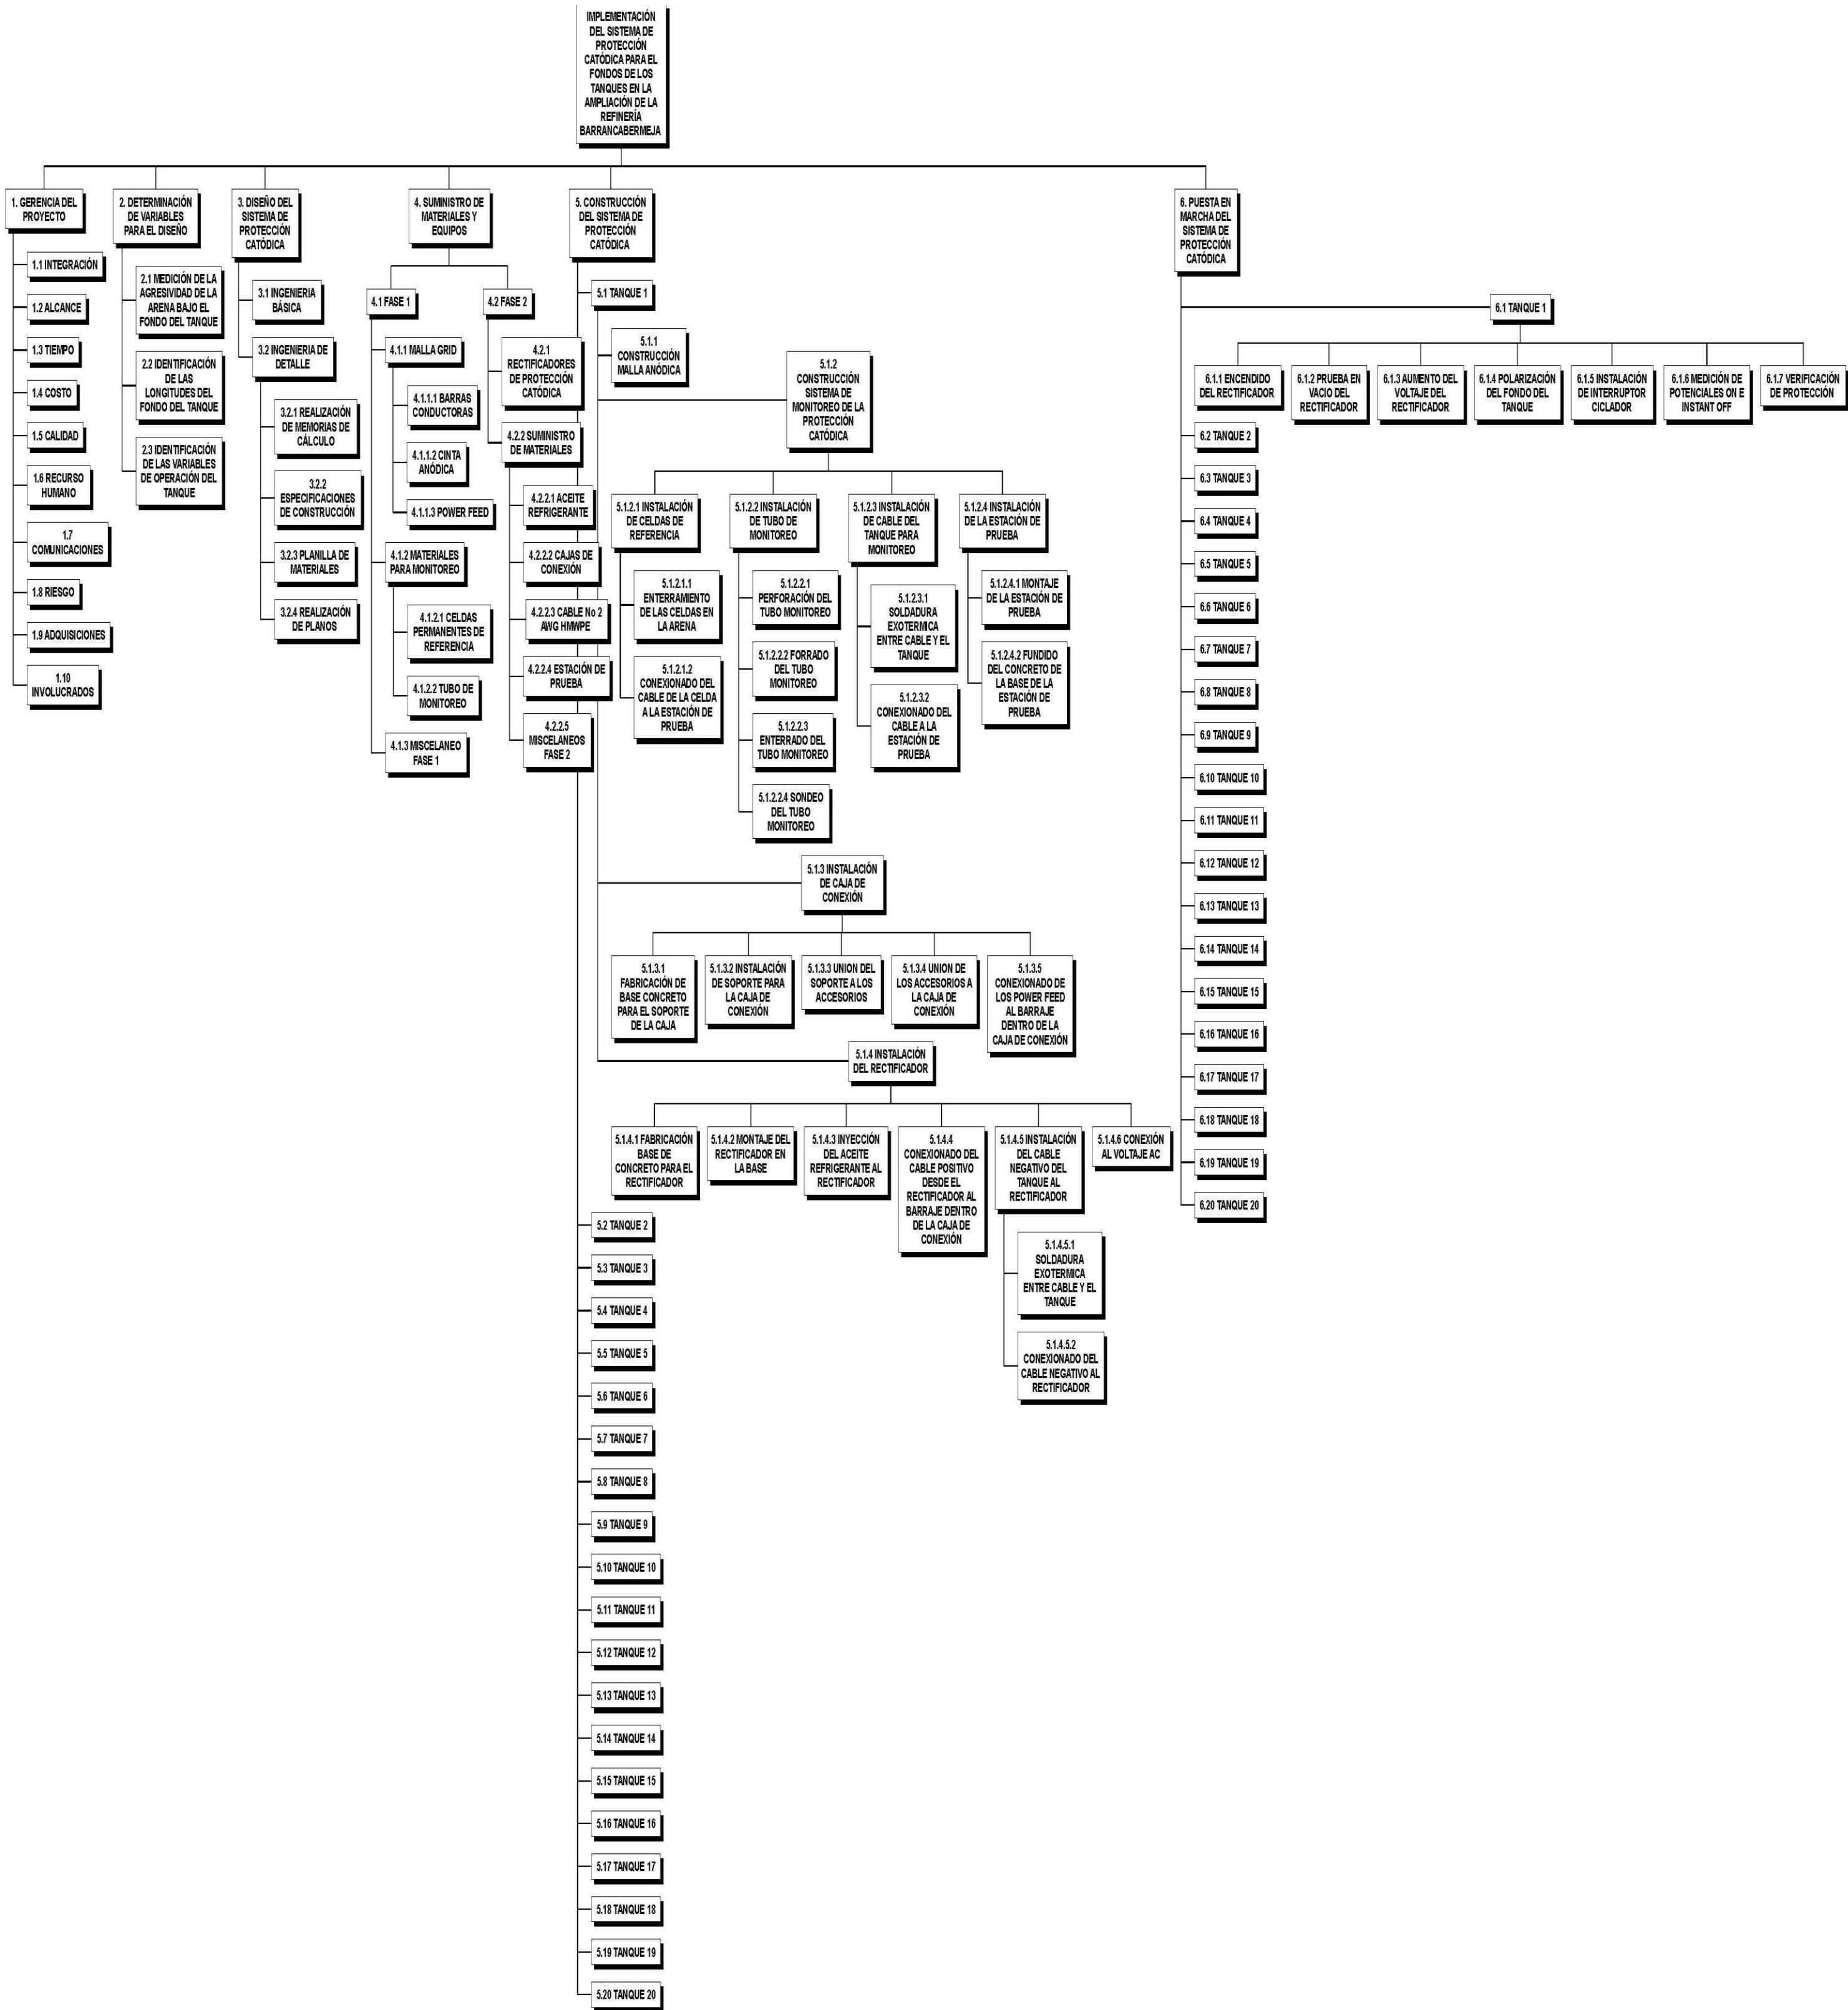 IMPLEMENTACIÓN
DEL SISTEMA DE
PROTECCIÓN
CATÓDICA PARA EL
FONDOS DE LOS
TANQUES EN LA
AMPLIACIÓN DE LA
REFINERÍA
BARRANCABERMEJA
1. GERENCIA DEL
PROYECTO
1.1 INTEGRACIÓN
1.2 ALCANCE
1.3 TIEMPO
1.4 COSTO
1.5 CALIDAD
1.6 RECURSO
HUMANO
1.7
COMUNICACIONES
1.8 RIESGO
1.9 ADQUISICIONES
1.10
INVOLUCRADOS
2. DETERMINACIÓN
DE VARIABLES
PARA EL DISEÑO
2.1 MEDICIÓN DE LA
AGRESIVIDAD DE LA
ARENA BAJO EL
FONDO DEL TANQUE
2.2 IDENTIFICACIÓN
DE LAS
LONGITUDES DEL
FONDO DEL TANQUE
2.3 IDENTIFICACIÓN
DE LAS VARIABLES
DE OPERACIÓN DEL
TANQUE
3. DISEÑO DEL
SISTEMA DE
PROTECCIÓN
CATÓDICA
3.1 INGENIERIA
BÁSICA
3.2 INGENIERIA DE
DETALLE
3.2.1 REALIZACIÓN
DE MEMORIAS DE
CÁLCULO
3.2.2
ESPECIFICACIONES
DE CONSTRUCCIÓN
3.2.3 PLANILLA DE
MATERIALES
3.2.4 REALIZACIÓN
DE PLANOS
4. SUMINISTRO DE
MATERIALES Y
EQUIPOS
4.1 FASE 1
4.1.1 MALLA GRID
4.1.1.1 BARRAS
CONDUCTORAS
4.1.1.2 CINTA
ANÓDICA
4.1.1.3 POWER FEED
4.1.2 MATERIALES
PARA MONITOREO
4.1.2.1 CELDAS
PERMANENTES DE
REFERENCIA
4.1.2.2 TUBO DE
MONITOREO
4.1.3 MISCELANEO
FASE 1
4.2 FASE 2
4.2.1
RECTIFICADORES
DE PROTECCIÓN
CATÓDICA
4.2.2 SUMINISTRO
DE MATERIALES
4.2.2.1 ACEITE
REFRIGERANTE
4.2.2.2 CAJAS DE
CONEXIÓN
4.2.2.3 CABLE No 2
AWG HMWPE
4.2.2.4 ESTACIÓN DE
PRUEBA
4.2.2.5
MISCELANEOS
FASE 2
5. CONSTRUCCIÓN
DEL SISTEMA DE
PROTECCIÓN
CATÓDICA
5.1 TANQUE 1
5.1.1
CONSTRUCCIÓN
MALLA ANÓDICA
5.1.2
CONSTRUCCIÓN
SISTEMA DE
MONITOREO DE LA
PROTECCIÓN
CATÓDICA
5.1.2.1 INSTALACIÓN
DE CELDAS DE
REFERENCIA
5.1.2.1.1
ENTERRAMIENTO
DE LAS CELDAS EN
LA ARENA
5.1.2.1.2
CONEXIONADO DEL
CABLE DE LA CELDA
A LA ESTACIÓN DE
PRUEBA
5.1.2.2 INSTALACIÓN
DE TUBO DE
MONITOREO
5.1.2.2.1
PERFORACIÓN DEL
TUBO MONITOREO
5.1.2.2.2 FORRADO
DEL TUBO
MONITOREO
5.1.2.2.3
ENTERRADO DEL
TUBO MONITOREO
5.1.2.2.4 SONDEO
DEL TUBO
MONITOREO
5.1.2.3 INSTALACIÓN
DE CABLE DEL
TANQUE PARA
MONITOREO
5.1.2.3.1
SOLDADURA
EXOTERMICA
ENTRE CABLE Y EL
TANQUE
5.1.2.3.2
CONEXIONADO DEL
CABLE A LA
ESTACIÓN DE
PRUEBA
5.1.2.4 INSTALACIÓN
DE LA ESTACIÓN DE
PRUEBA
5.1.2.4.1 MONTAJE
DE LA ESTACIÓN DE
PRUEBA
5.1.2.4.2 FUNDIDO
DEL CONCRETO DE
LA BASE DE LA
ESTACIÓN DE
PRUEBA
5.1.3 INSTALACIÓN
DE CAJA DE
CONEXIÓN
5.1.3.1
FABRICACIÓN DE
BASE CONCRETO
PARA EL SOPORTE
DE LA CAJA
5.1.3.2 INSTALACIÓN
DE SOPORTE PARA
LA CAJA DE
CONEXIÓN
5.1.3.3 UNION DEL
SOPORTE A LOS
ACCESORIOS
5.1.3.4 UNION DE
LOS ACCESORIOS A
LA CAJA DE
CONEXIÓN
5.1.3.5
CONEXIONADO DE
LOS POWER FEED
AL BARRAJE
DENTRO DE LA
CAJA DE CONEXIÓN
5.1.4 INSTALACIÓN
DEL RECTIFICADOR
5.1.4.1 FABRICACIÓN
BASE DE
CONCRETO PARA EL
RECTIFICADOR
5.1.4.2 MONTAJE DEL
RECTIFICADOR EN
LA BASE
5.1.4.3 INYECCIÓN
DEL ACEITE
REFRIGERANTE AL
RECTIFICADOR
5.1.4.4
CONEXIONADO DEL
CABLE POSITIVO
DESDE EL
RECTIFICADOR AL
BARRAJE DENTRO
DE LA CAJA DE
CONEXIÓN
5.1.4.5 INSTALACIÓN
DEL CABLE
NEGATIVO DEL
TANQUE AL
RECTIFICADOR
5.1.4.5.1
SOLDADURA
EXOTERMICA
ENTRE CABLE Y EL
TANQUE
5.1.4.5.2
CONEXIONADO DEL
CABLE NEGATIVO AL
RECTIFICADOR
5.1.4.6 CONEXIÓN
AL VOLTAJE AC
5.2 TANQUE 2
5.3 TANQUE 3
5.4 TANQUE 4
5.5 TANQUE 5
5.6 TANQUE 6
5.7 TANQUE 7
5.8 TANQUE 8
5.9 TANQUE 9
5.10 TANQUE 10
5.11 TANQUE 11
5.12 TANQUE 12
5.13 TANQUE 13
5.14 TANQUE 14
5.15 TANQUE 15
5.16 TANQUE 16
5.17 TANQUE 17
5.18 TANQUE 18
5.19 TANQUE 19
5.20 TANQUE 20
6. PUESTA EN
MARCHA DEL
SISTEMA DE
PROTECCIÓN
CATÓDICA
6.1 TANQUE 1
6.1.1 ENCENDIDO
DEL RECTIFICADOR
6.1.2 PRUEBA EN
VACIO DEL
RECTIFICADOR
6.1.3 AUMENTO DEL
VOLTAJE DEL
RECTIFICADOR
6.1.4 POLARIZACIÓN
DEL FONDO DEL
TANQUE
6.1.5 INSTALACIÓN
DE INTERRUPTOR
CICLADOR
6.1.6 MEDICIÓN DE
POTENCIALES ON E
INSTANT OFF
6.1.7 VERIFICACIÓN
DE PROTECCIÓN
6.2 TANQUE 2
6.3 TANQUE 3
6.4 TANQUE 4
6.5 TANQUE 5
6.6 TANQUE 6
6.7 TANQUE 7
6.8 TANQUE 8
6.9 TANQUE 9
6.10 TANQUE 10
6.11 TANQUE 11
6.12 TANQUE 12
6.13 TANQUE 13
6.14 TANQUE 14
6.15 TANQUE 15
6.16 TANQUE 16
6.17 TANQUE 17
6.18 TANQUE 18
6.19 TANQUE 19
6.20 TANQUE 20